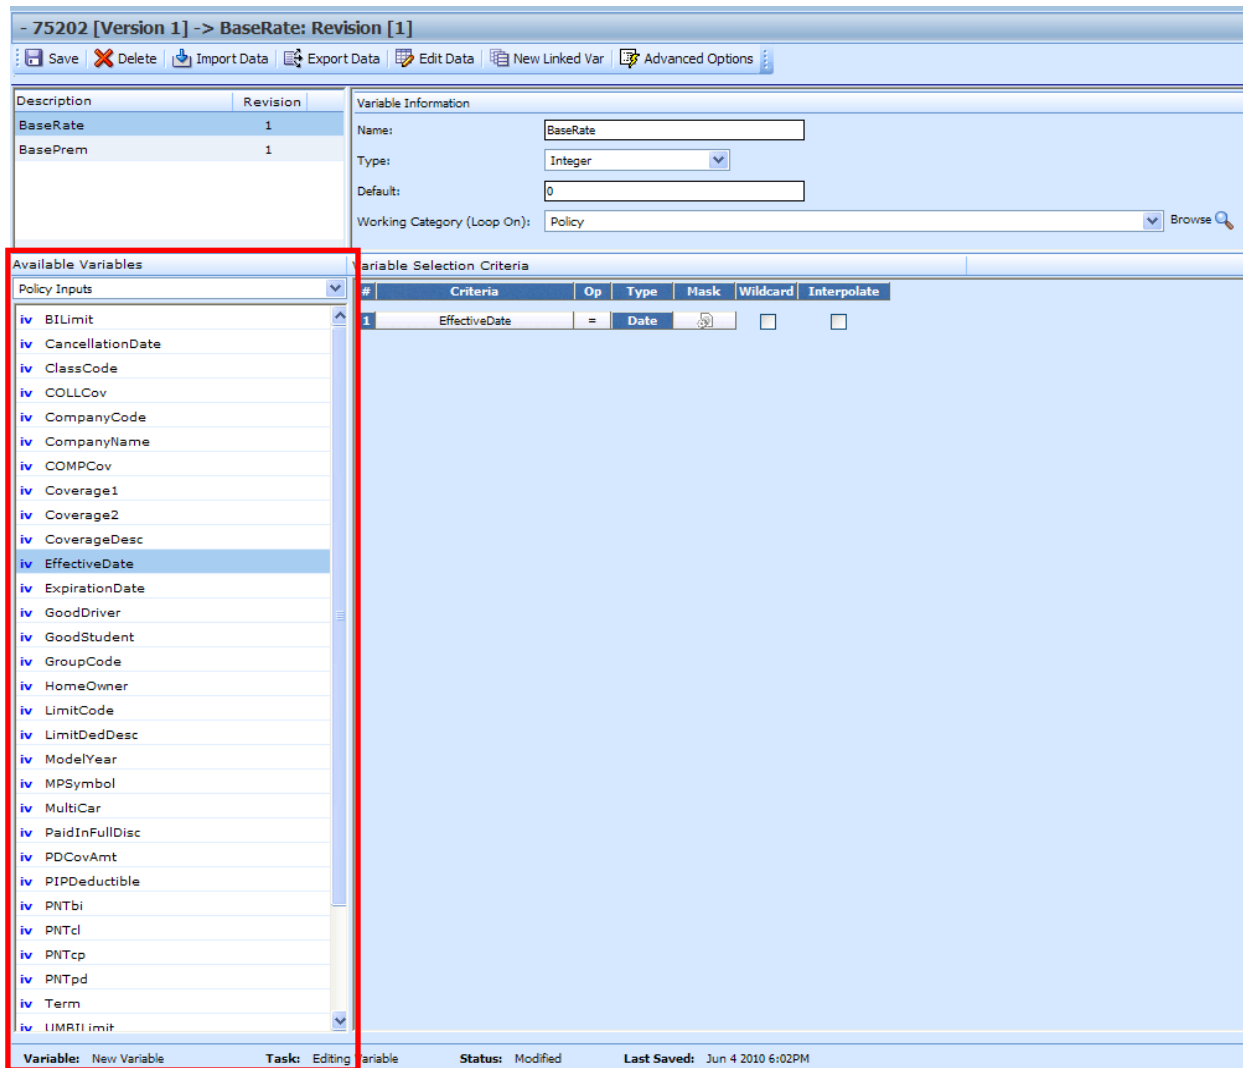 - 75202 [Version 1] -> BaseRate: Revision [1]
Save Delete Import Data Export Data Edit Data New Linked Var Advanced Options
Description Revision
BaseRate 1
BasePrem 1
Variable Information
Name: BaseRate
Type: Integer
Default: 0
Working Category (Loop On): Policy Browse
Available Variables
Policy Inputs
iv BILimit
iv CancellationDate
iv ClassCode
iv COLLCov
iv CompanyCode
iv CompanyName
iv COMPCov
iv Coverage1
iv Coverage2
iv CoverageDesc
iv EffectiveDate
iv ExpirationDate
iv GoodDriver
iv GoodStudent
iv GroupCode
iv HomeOwner
iv LimitCode
iv LimitDedDesc
iv ModelYear
iv MPSymbol
iv MultiCar
iv PaidInFullDisc
iv PDCovAmt
iv PIPDeductible
iv PNTbi
iv PNTcl
iv PNTcp
iv PNTpd
iv Term
iv UMBILimit
Variable Selection Criteria
# Criteria Op Type Mask Wildcard Interpolate
1 EffectiveDate = Date
Variable: New Variable Task: Editing Variable Status: Modified Last Saved: Jun 4 2010 6:02PM